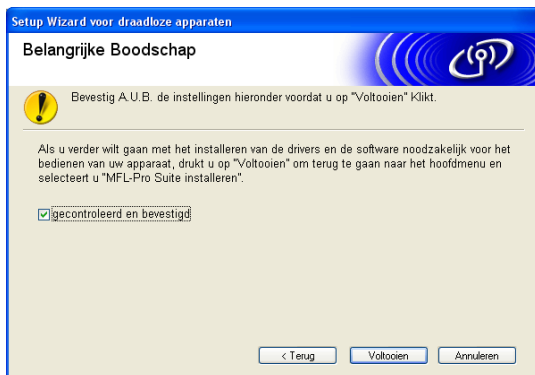 Setup Wizard voor draadloze apparaten
Belangrijke Boodschap
Bevestig A.U.B. de instellingen hieronder voordat u op "Voltooien" Klikt.
Als u verder wilt gaan met het installeren van de drivers en de software noodzakelijk voor het
bedienen van uw apparaat, drukt u op "Voltooien" om terug te gaan naar het hoofdmenu en
selecteert u "MFL-Pro Suite installeren".
gecontroleerd en bevestigd
< Terug
Voltooien
Annuleren